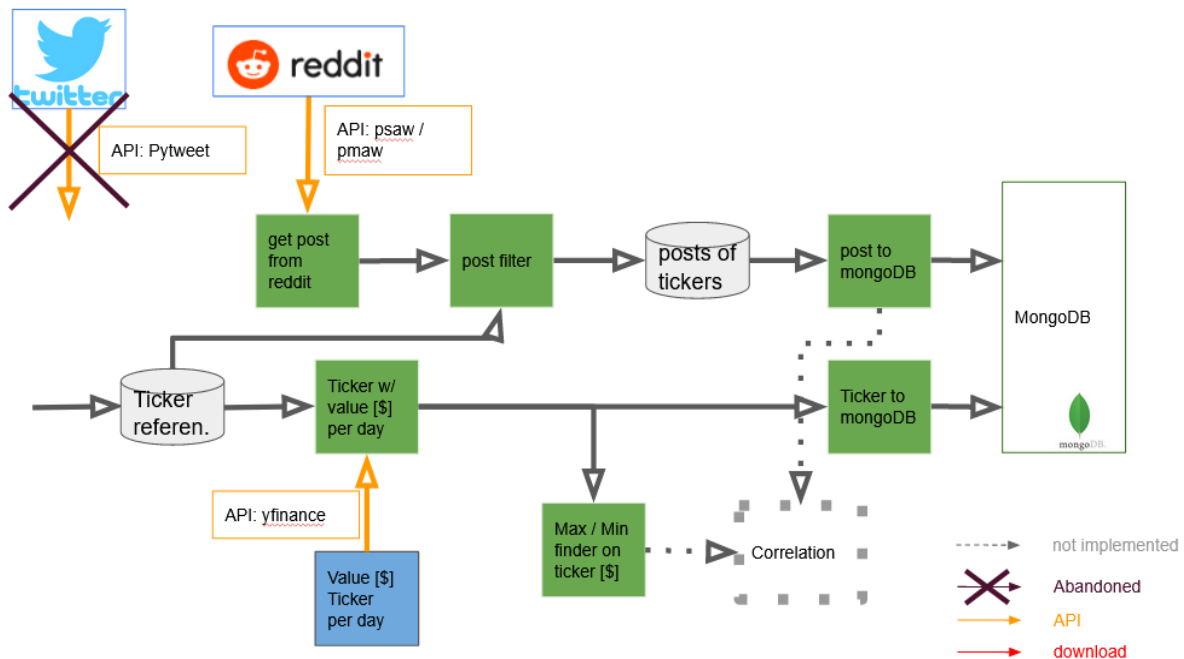 twitter
reddit
API: Pytweet
API: psaw /
pmaw
get post
from
reddit
post filter
posts of
tickers
post to
mongoDB
MongoDB
mongoDB.
Ticker
referen.
Ticker w/
value [$]
per day
Ticker to
mongoDB
API: yfinance
Value [$]
Ticker
per day
Max / Min
finder on
ticker [$]
Correlation
not implemented
Abandoned
API
download